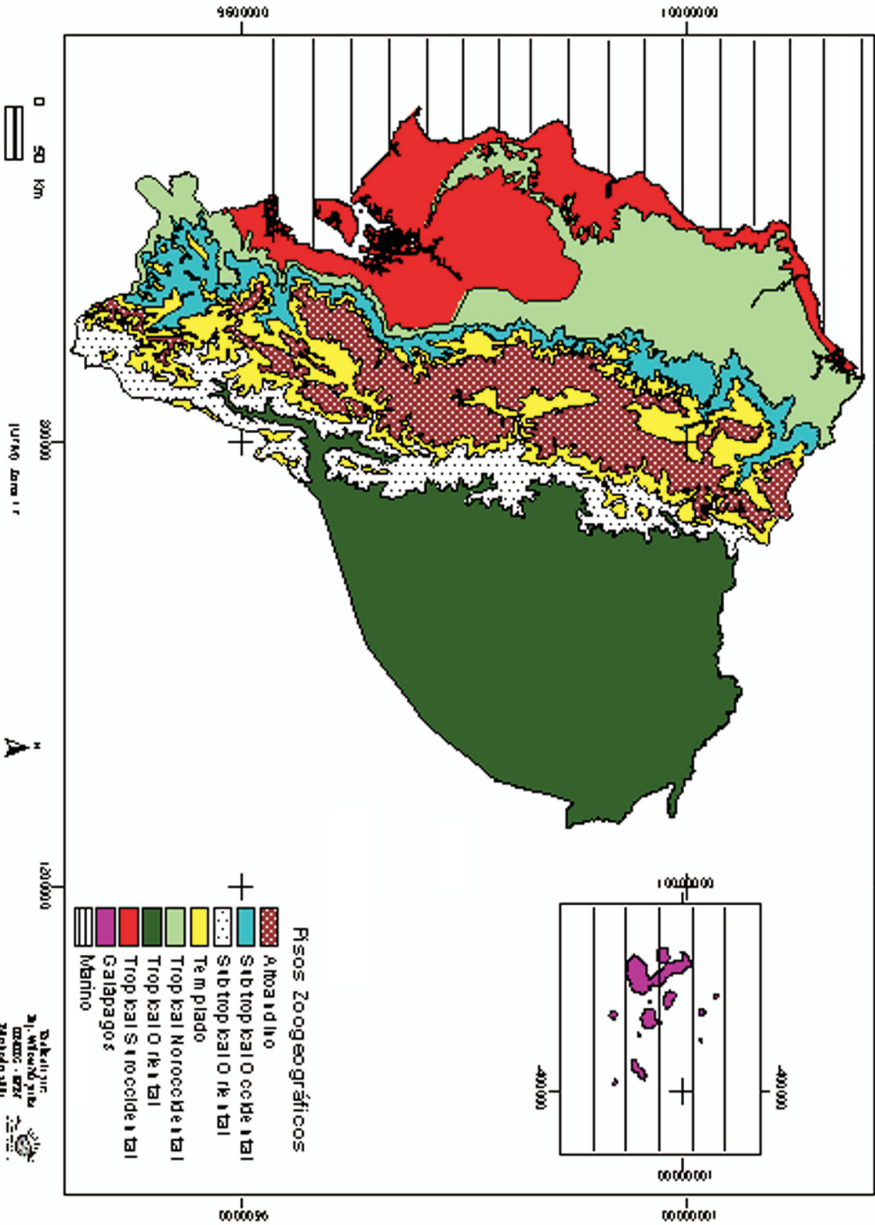 9600000
10000000
0 50 Km
800000
1200000
N
10000000
-400000
-400000
10000000
Pisos Zoogeográficos
Altoandino
Subtropical Occidental
Subtropical Oriental
Templado
Tropical Noroccidental
Tropical Oriental
Tropical Suroccidental
Galápagos
Marino
9600000
10000000